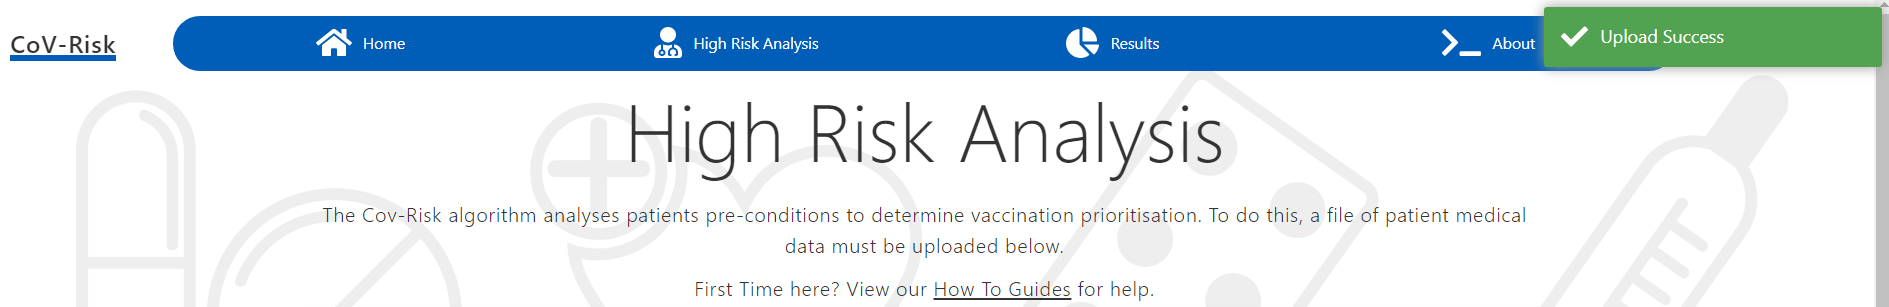 CoV-Risk
Home
High Risk Analysis
Results
About
Upload Success
High Risk Analysis
The Cov-Risk algorithm analyses patients pre-conditions to determine vaccination prioritisation. To do this, a file of patient medical
data must be uploaded below.
First Time here? View our How To Guides for help.